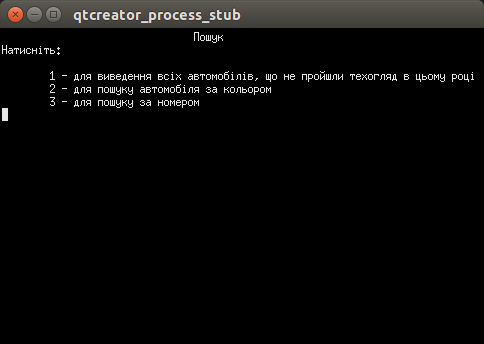 qtcreator_process_stub
Пошук
Натисніть:
1 - для виведення всіх автомобілів, що не пройшли техогляд в цьому році
2 - для пошуку автомобіля за кольором
3 - для пошуку за номером